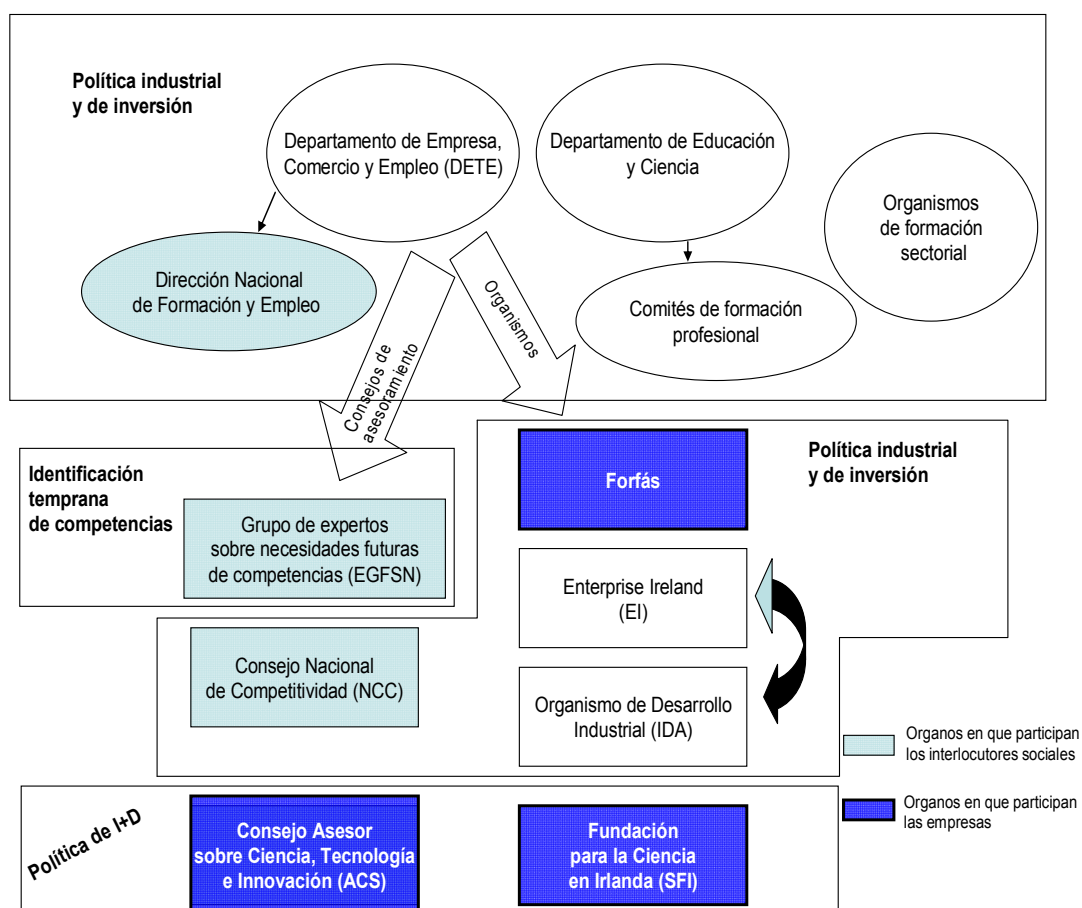 Política industrial
y de inversión
Departamento de Empresa,
Comercio y Empleo (DETE)
Departamento de Educación
y Ciencia
Organismos
de formación
sectorial
Dirección Nacional
de Formación y Empleo
Comités de formación
profesional
Consejos de
asesoramiento
Organismos
Identificación
temprana
de competencias
Grupo de expertos
sobre necesidades futuras
de competencias (EGFSN)
Forfás
Política industrial
y de inversión
Enterprise Ireland
(EI)
Consejo Nacional
de Competitividad (NCC)
Organismo de Desarrollo
Industrial (IDA)
Organos en que participan
los interlocutores sociales
Organos en que participan
las empresas
Política de I+D
Consejo Asesor
sobre Ciencia, Tecnología
e Innovación (ACS)
Fundación
para la Ciencia
en Irlanda (SFI)